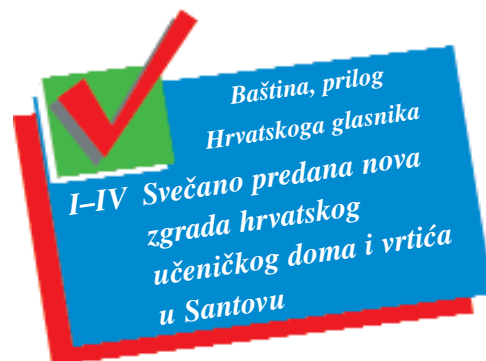 Baština, prilog
Hrvatskoga glasnika
I–IV Svečano predana nova
zgrada hrvatskog
učeničkog doma i vrtića
u Santovu